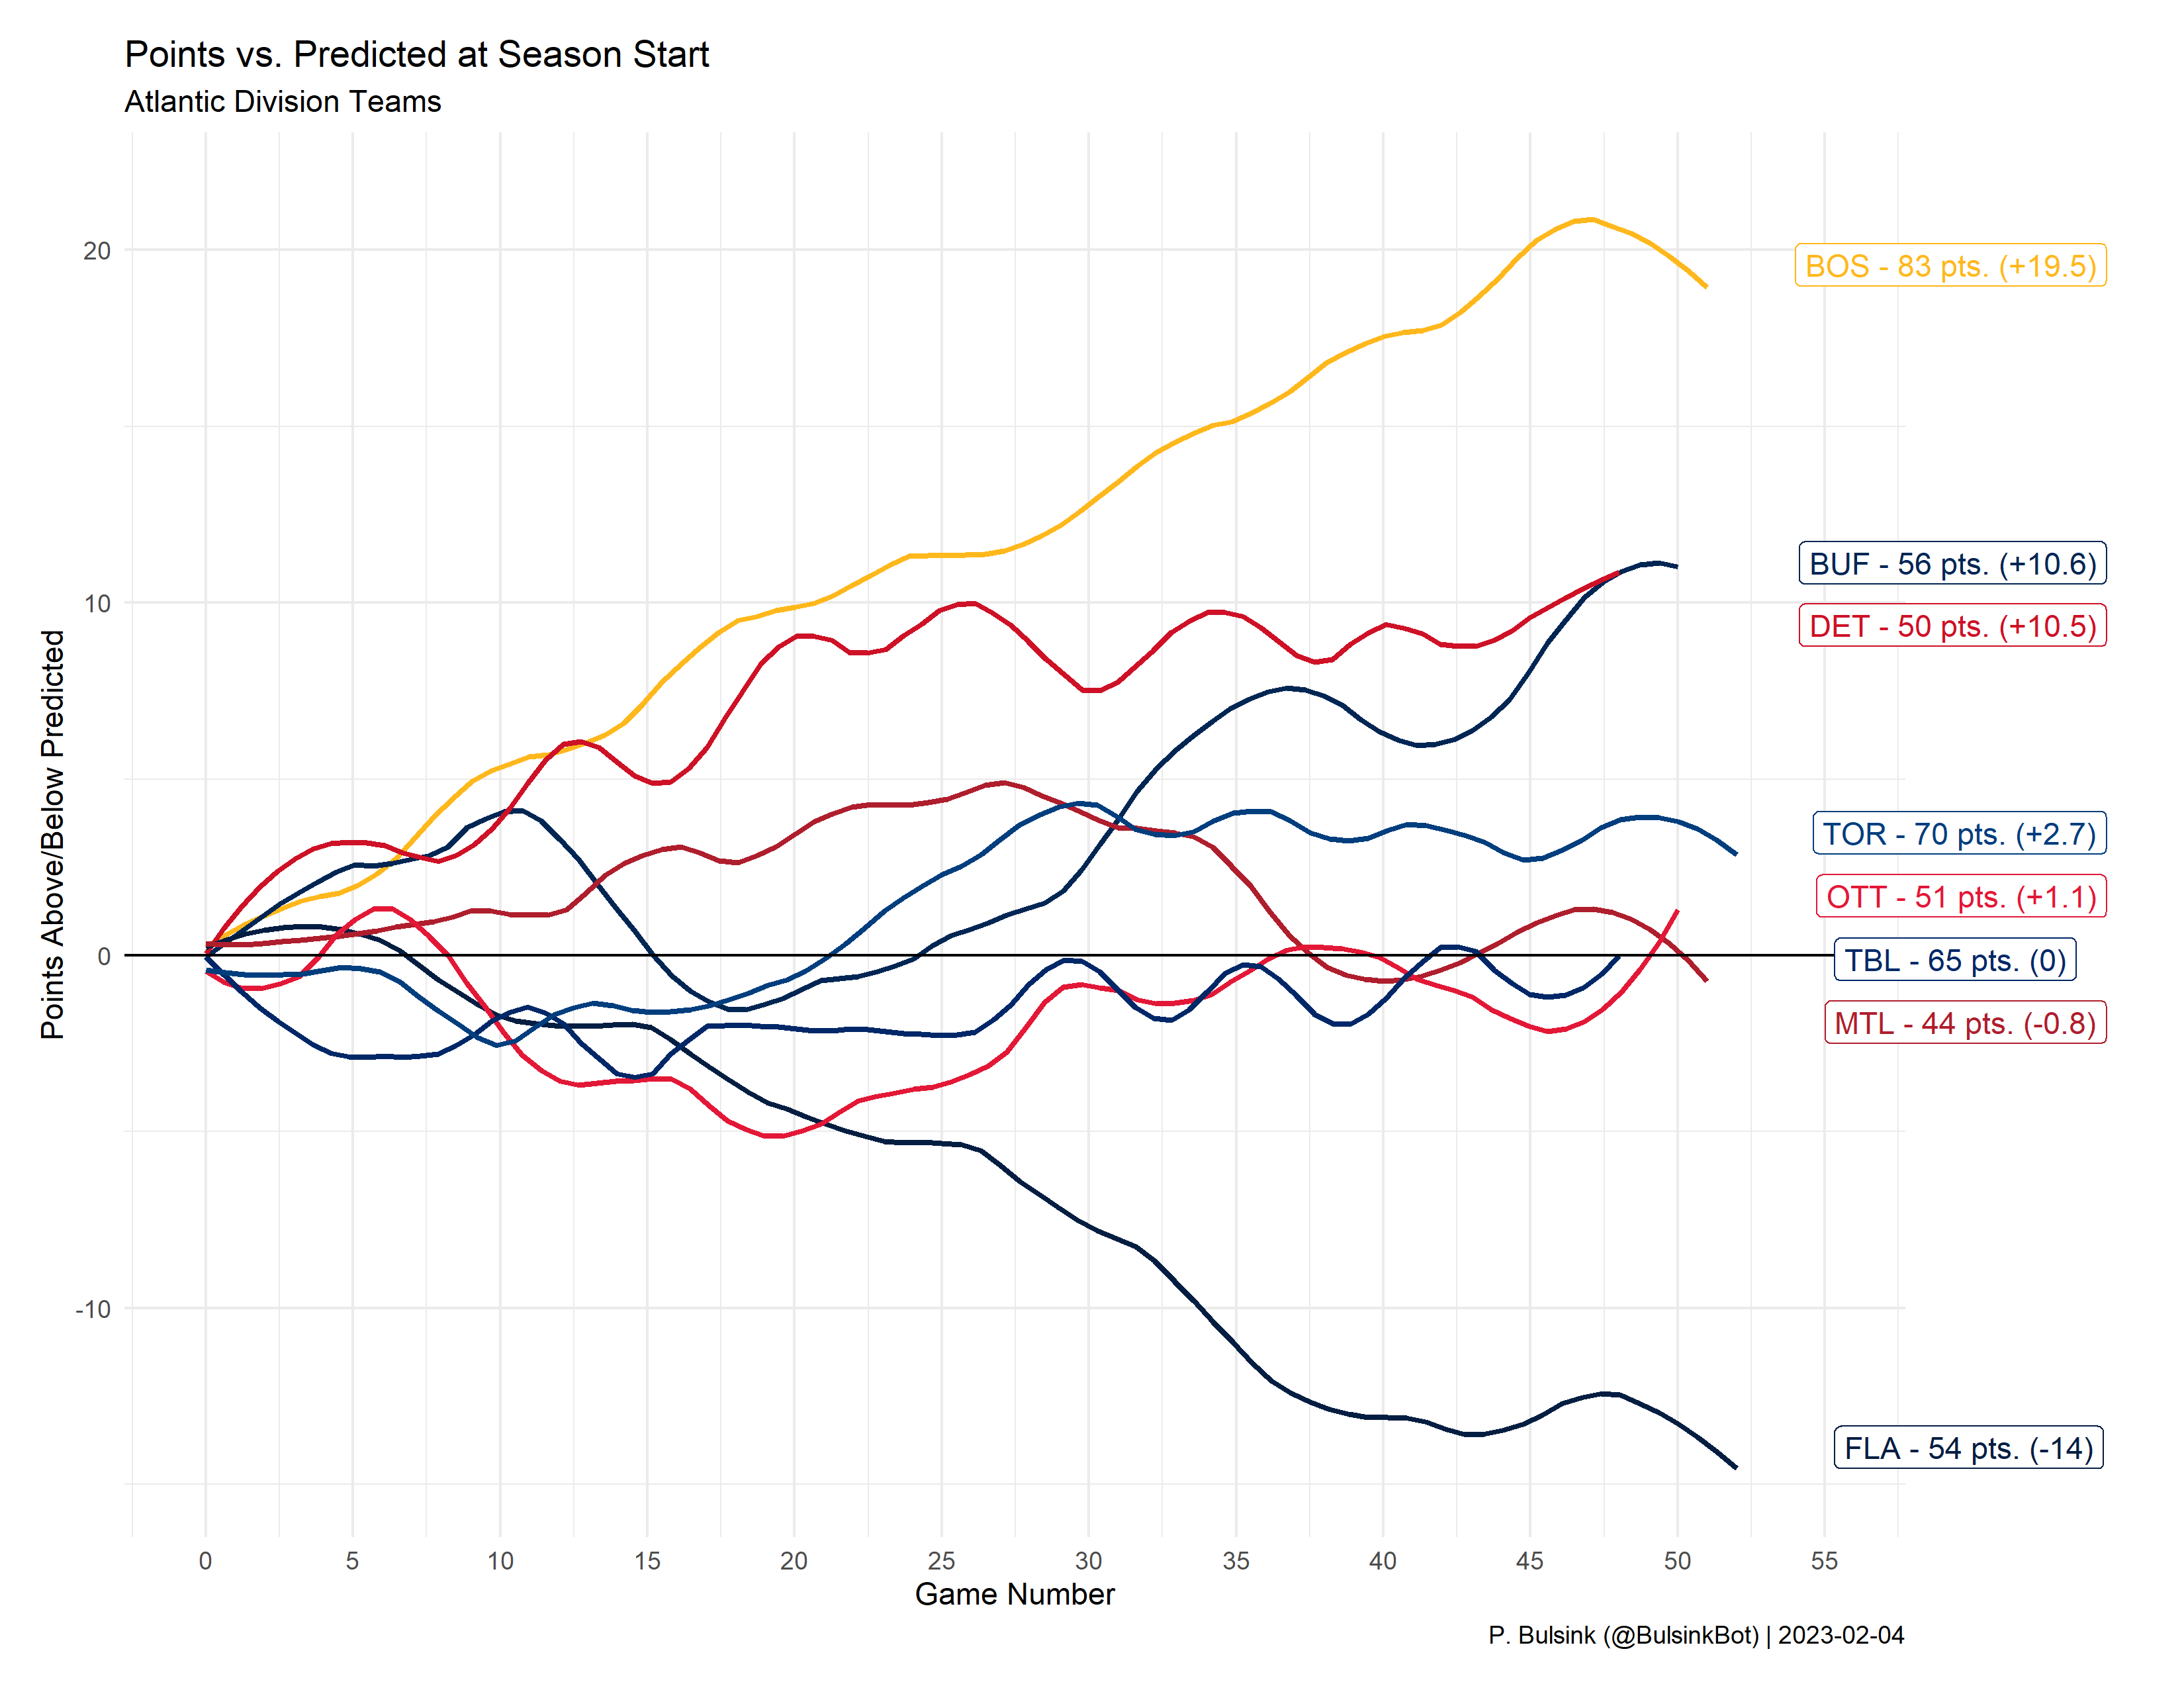 Points vs. Predicted at Season Start
Atlantic Division Teams
Points Above/Below Predicted
20
10
0
-10
BOS - 83 pts. (+19.5)
BUF - 56 pts. (+10.6)
DET - 50 pts. (+10.5)
TOR - 70 pts. (+2.7)
OTT - 51 pts. (+1.1)
TBL - 65 pts. (0)
MTL - 44 pts. (-0.8)
FLA - 54 pts. (-14)
0 5 10 15 20 25 30 35 40 45 50 55
Game Number
P. Bulsink (@BulsinkBot) | 2023-02-04